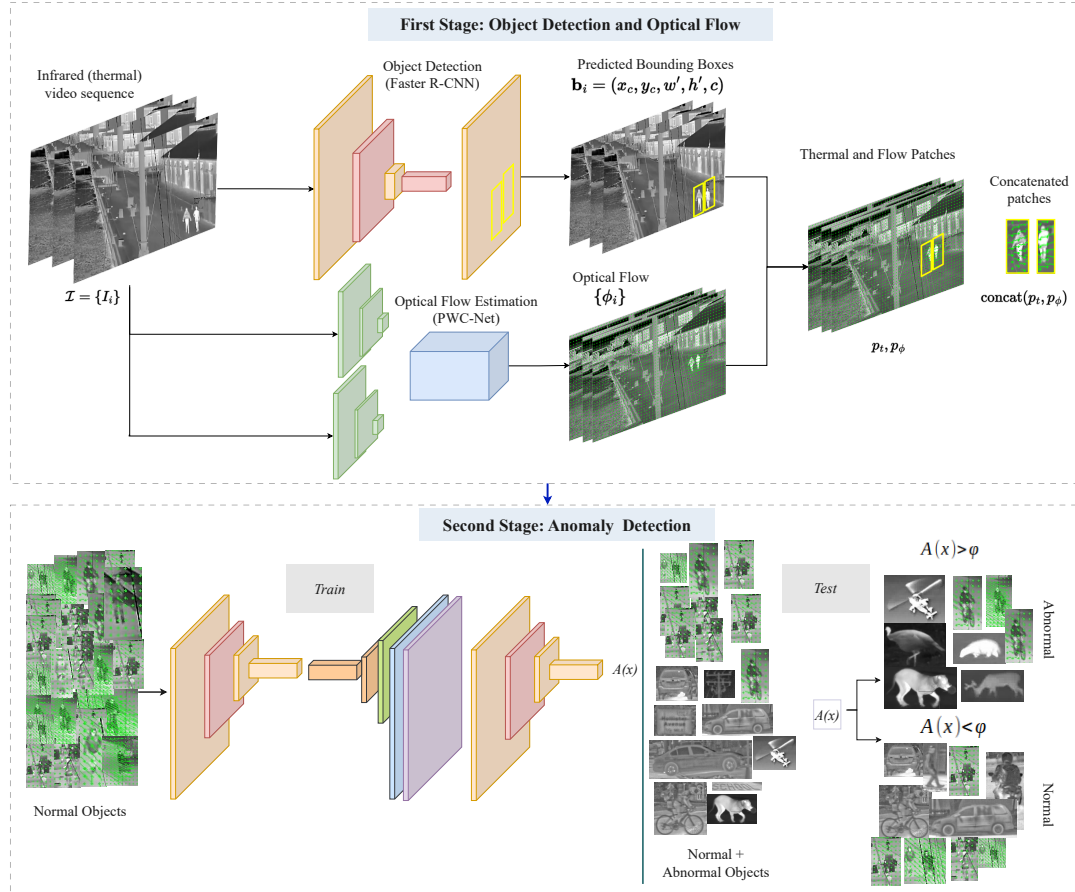 First Stage: Object Detection and Optical Flow
Infrared (thermal)
video sequence
Object Detection
(Faster R-CNN)
Predicted Bounding Boxes
𝐛ᵢ = (x_c, y_c, w′, h′, c)
Thermal and Flow Patches
Concatenated
patches
ℐ = {Iᵢ}
Optical Flow Estimation
(PWC-Net)
Optical Flow
{ϕᵢ}
concat(p_t, p_ϕ)
p_t, p_ϕ
Second Stage: Anomaly Detection
Train
Test
A(x)>φ
Abnormal
A(x)
A(x)
A(x)<φ
Normal
Normal Objects
Normal +
Abnormal Objects